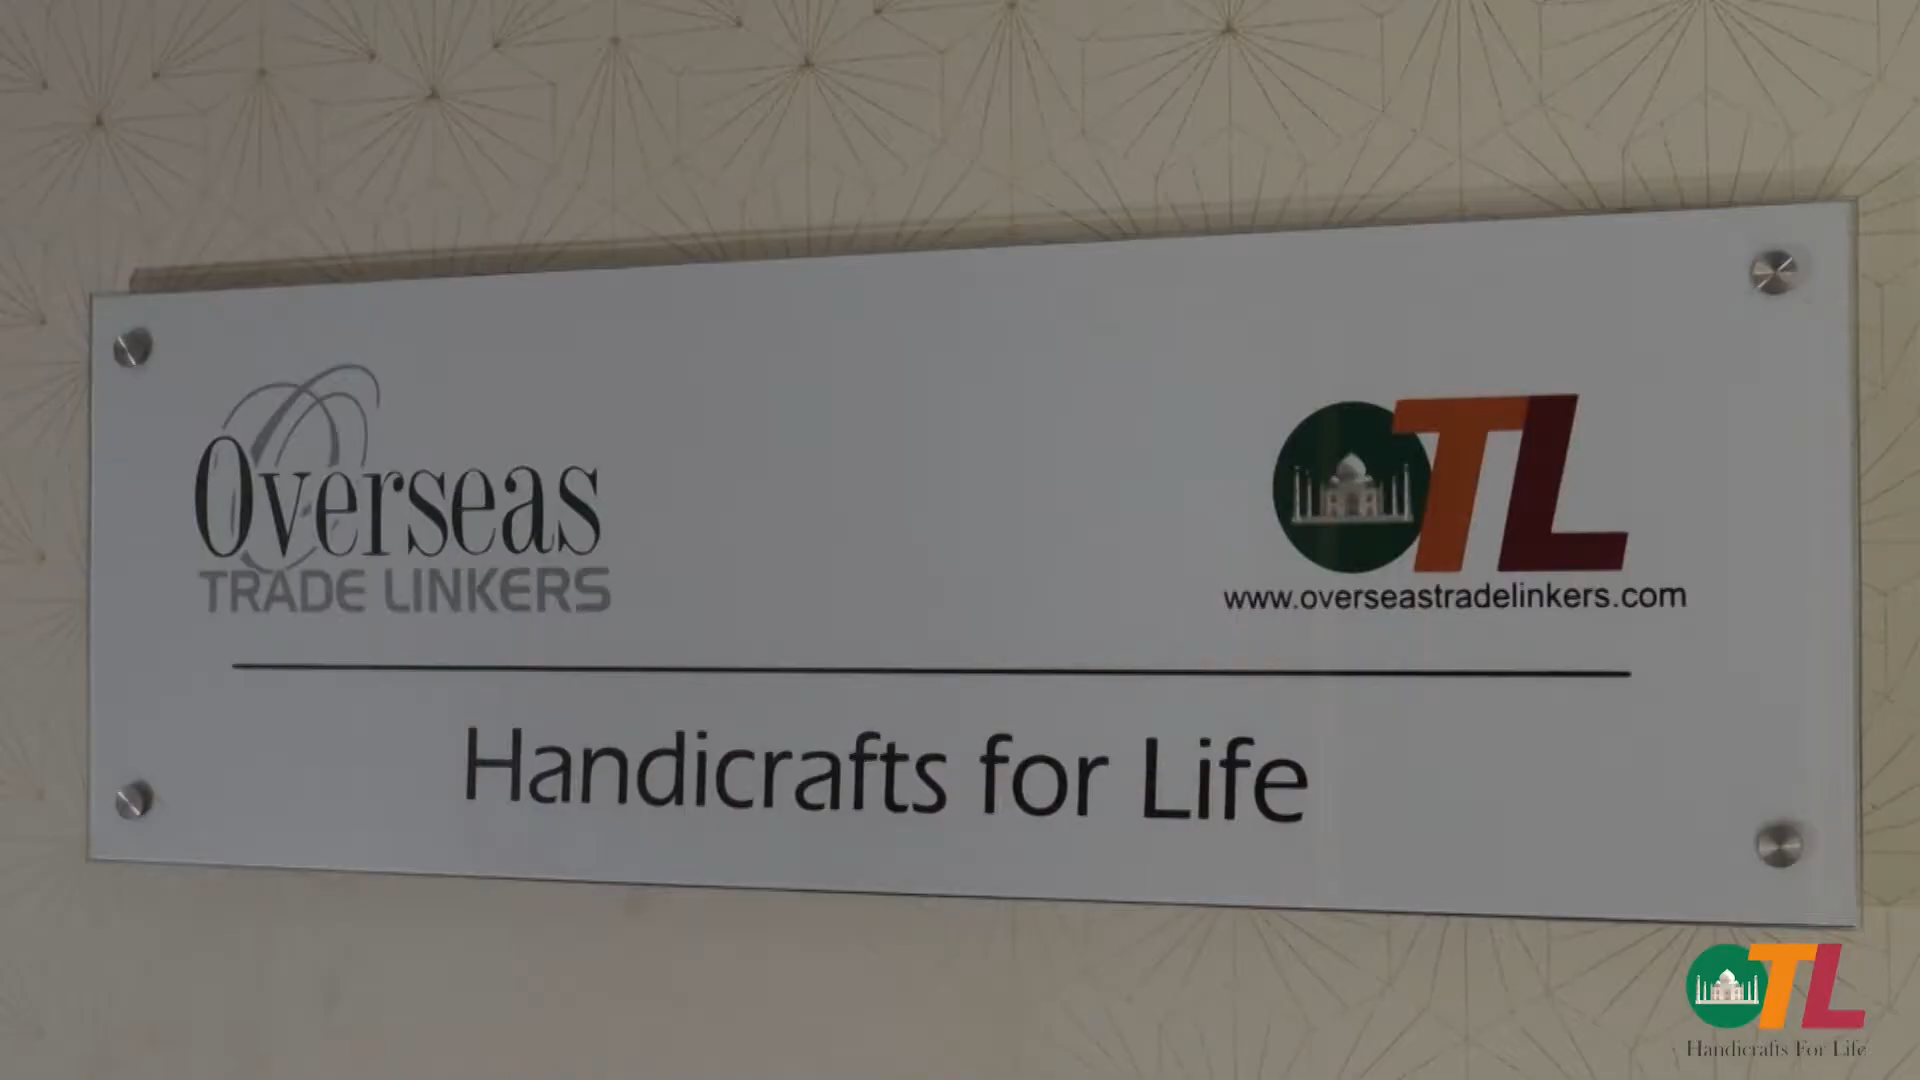 Overseas
TRADE LINKERS
OTL
www.overseastradelinkers.com
Handicrafts for Life
OTL
Handicrafts For Life